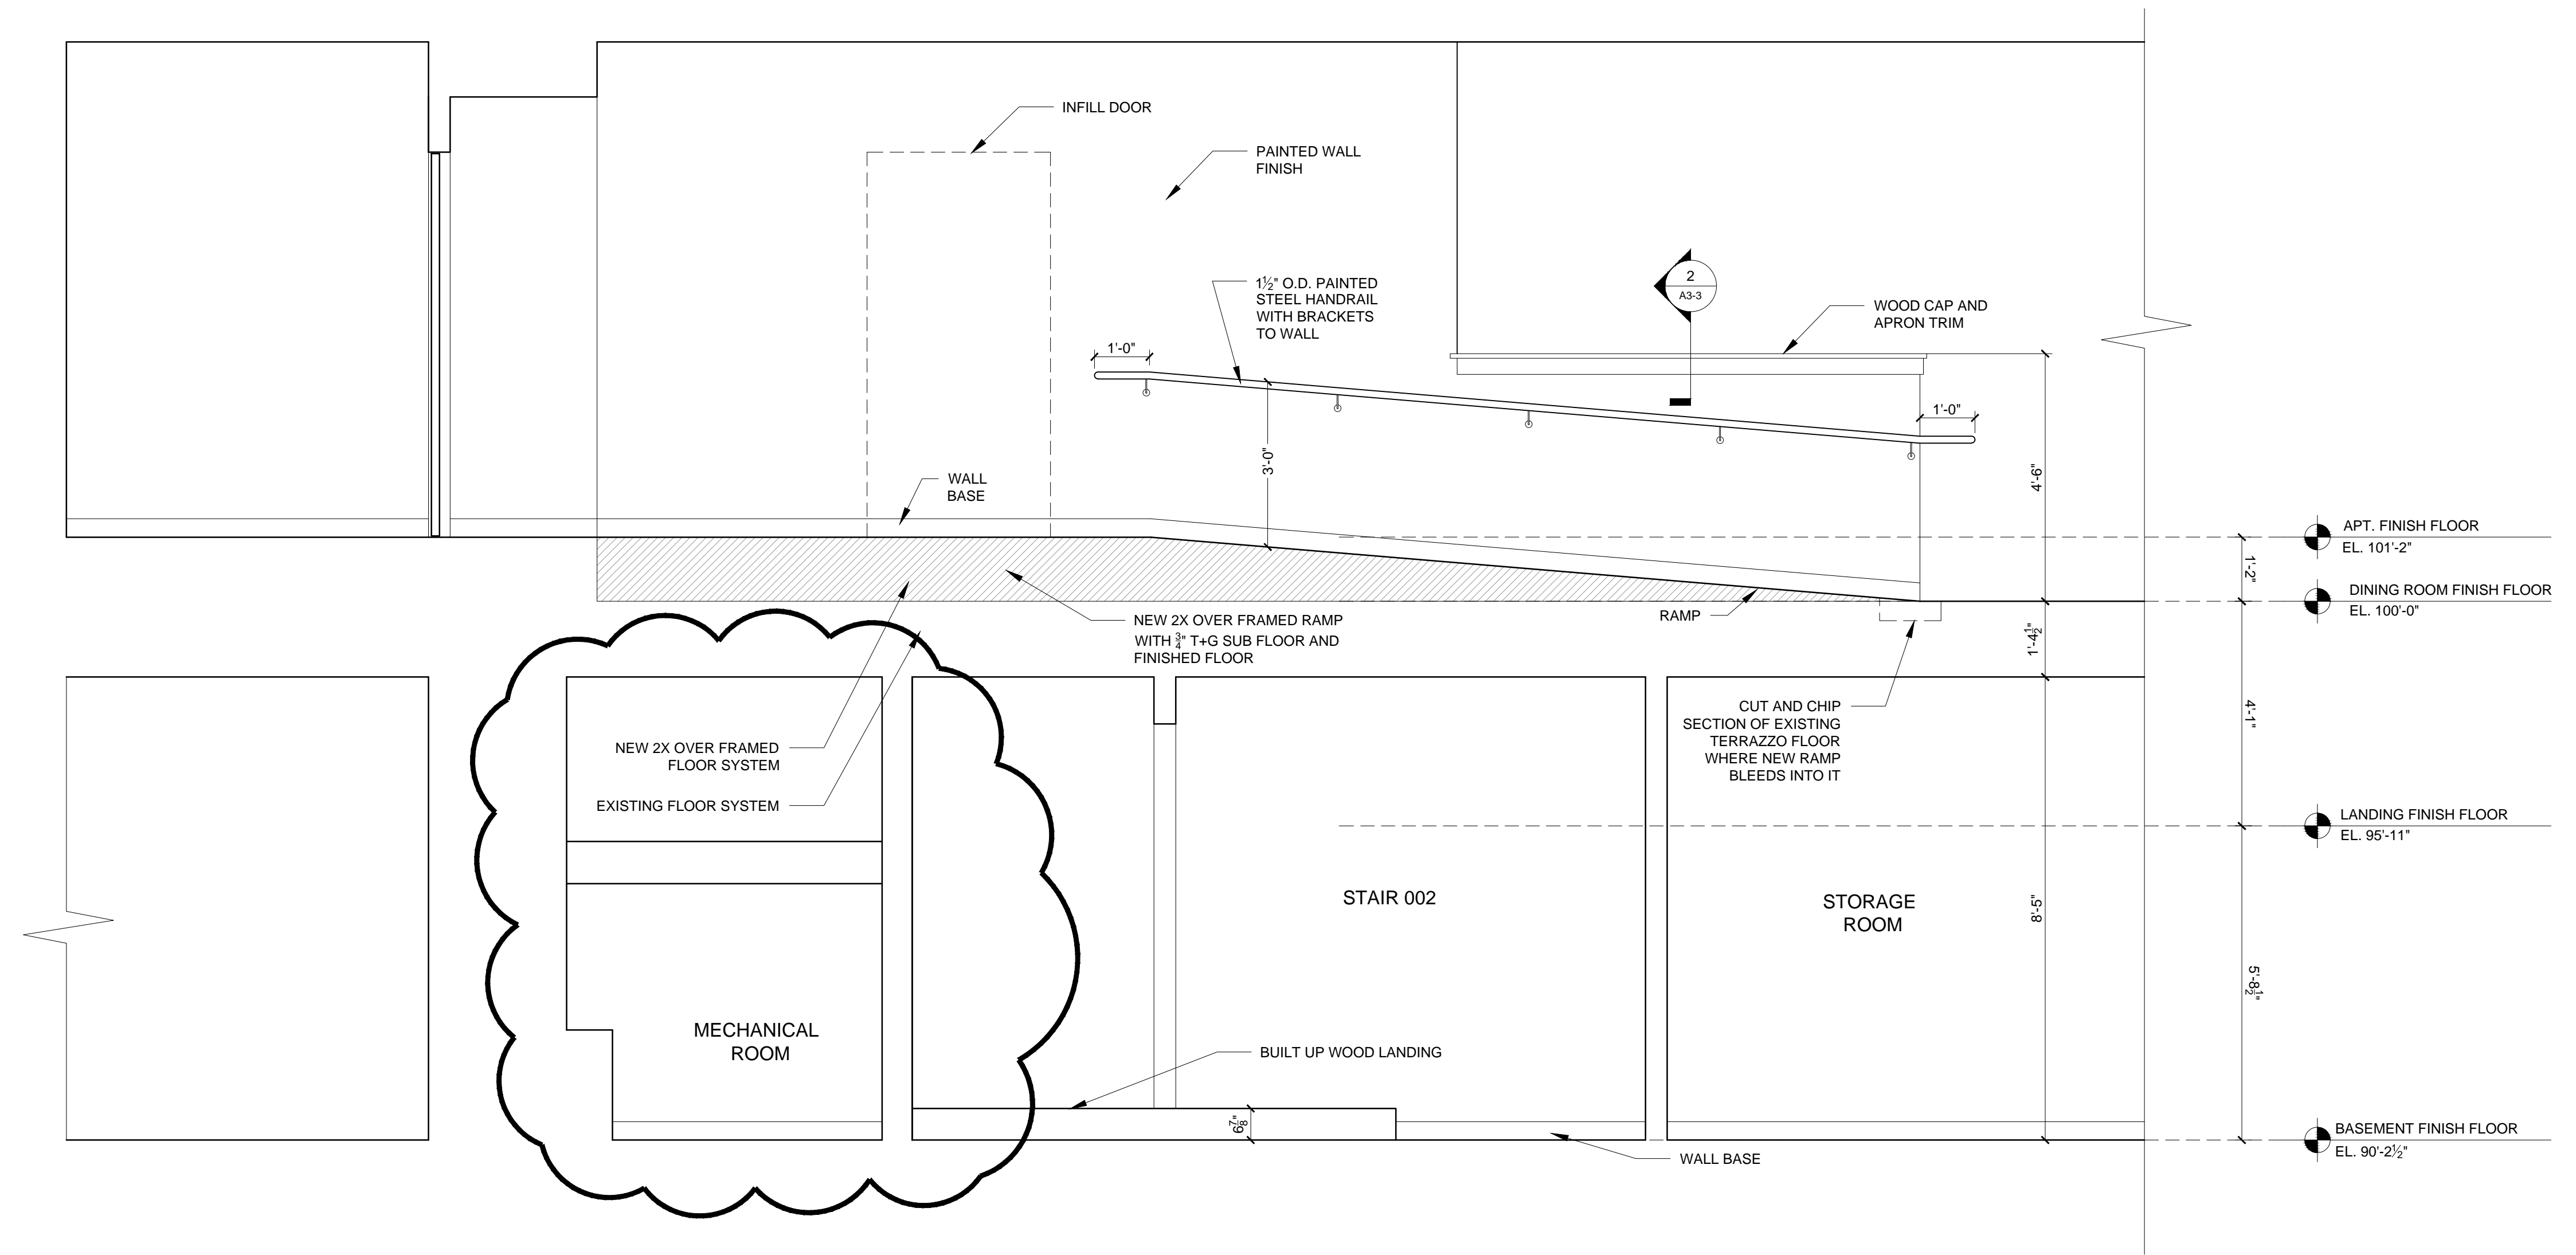 INFILL DOOR
PAINTED WALL
FINISH
1½" O.D. PAINTED
STEEL HANDRAIL
WITH BRACKETS
TO WALL
2
A3-3
WOOD CAP AND
APRON TRIM
1'-0"
1'-0"
3'-0"
4'-6"
WALL
BASE
APT. FINISH FLOOR
EL. 101'-2"
1'-2"
DINING ROOM FINISH FLOOR
EL. 100'-0"
NEW 2X OVER FRAMED RAMP
WITH ¾" T+G SUB FLOOR AND
FINISHED FLOOR
RAMP
1'-4½"
NEW 2X OVER FRAMED
FLOOR SYSTEM
EXISTING FLOOR SYSTEM
CUT AND CHIP
SECTION OF EXISTING
TERRAZZO FLOOR
WHERE NEW RAMP
BLEEDS INTO IT
4'-1"
LANDING FINISH FLOOR
EL. 95'-11"
STAIR 002
STORAGE
ROOM
8'-5"
5'-8½"
MECHANICAL
ROOM
BUILT UP WOOD LANDING
6⅞"
WALL BASE
BASEMENT FINISH FLOOR
EL. 90'-2½"